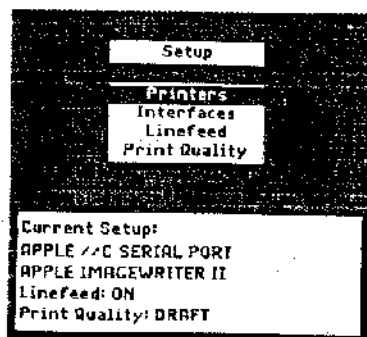 Setup
Printers
Interfaces
Linefeed
Print Quality
Current Setup:
APPLE //C SERIAL PORT
APPLE IMAGEWRITER II
Linefeed: ON
Print Quality: DRAFT